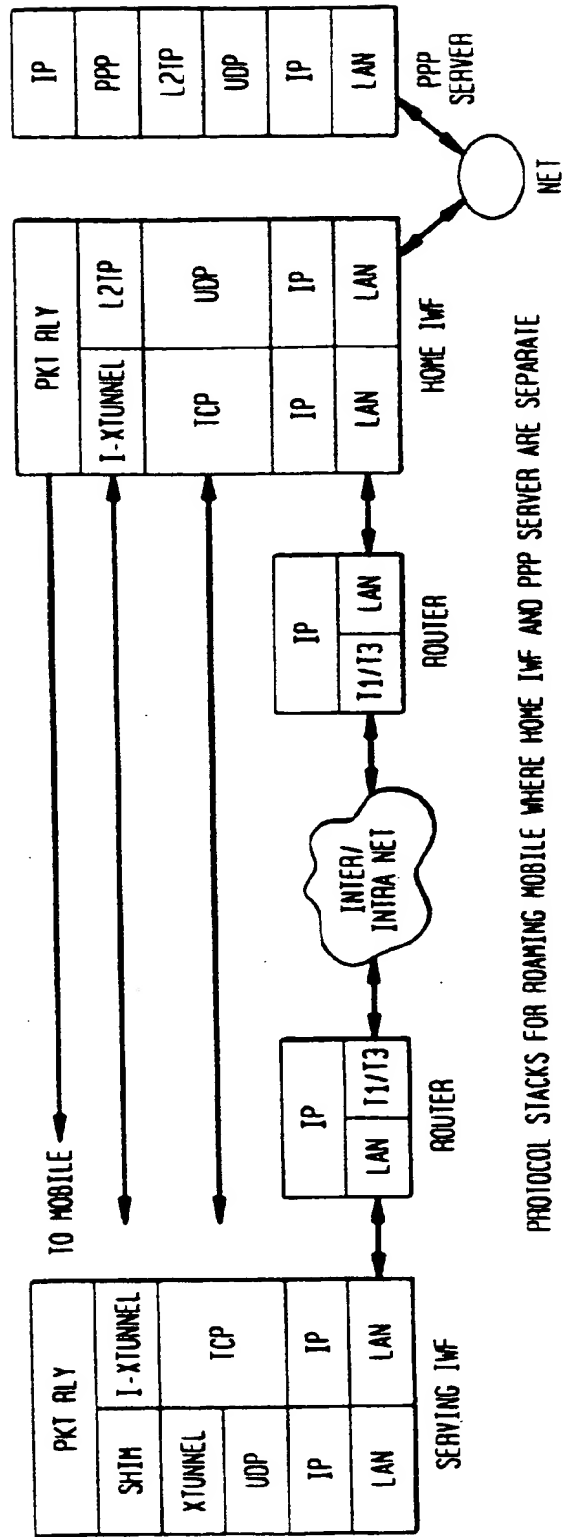 TO MOBILE
PKT RLY
SHIM I-XTUNNEL
XTUNNEL TCP
UDP
IP IP
LAN LAN
SERVING IWF
IP
LAN T1/T3
ROUTER
INTER/
INTRA NET
IP
T1/T3 LAN
ROUTER
PKT RLY
I-XTUNNEL L2TP
TCP UDP
IP IP
LAN LAN
HOME IWF
NET
IP
PPP
L2TP
UDP
IP
LAN
PPP
SERVER
PROTOCOL STACKS FOR ROAMING MOBILE WHERE HOME IWF AND PPP SERVER ARE SEPARATE